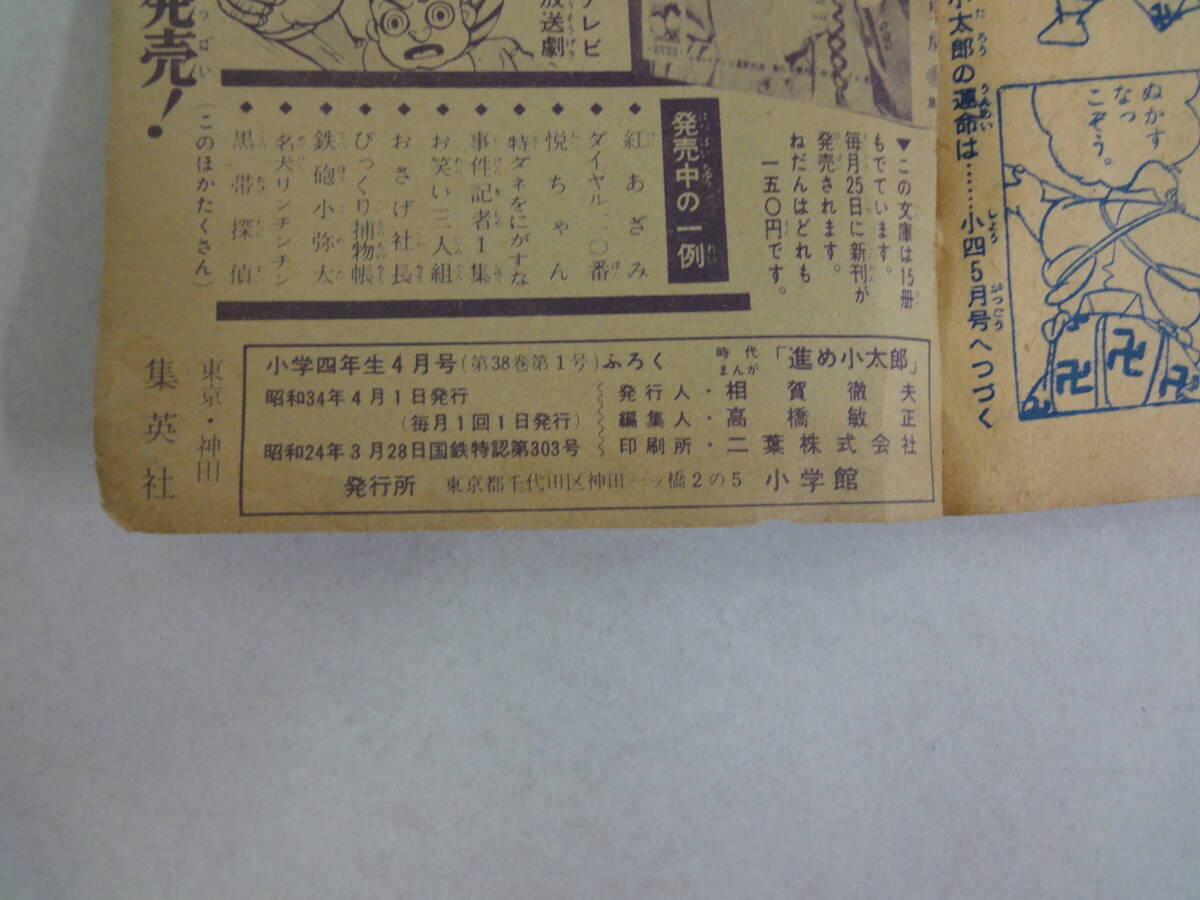 小太郎の運命は……小四5月号へつづく
ぬかす
なっ
こぞう。
テレビ
放送劇
発売!
▼この文庫は15册
もでています。
毎月25日に新刊が
発売されます。
ねだんはどれも
一五〇円です。
発売中の一例
◆紅あざみ
◆ダイヤル一一〇番
◆悦ちゃん
◆特ダネをにがすな
◆事件記者1集
◆お笑い三人組
◆おさげ社長
◆びっくり捕物帳
◆鉄砲小弥太
◆名犬リンチンチン
◆黒帯探偵
(このほかたくさん)
東京・神田
集英社
小学四年生4月号(第38巻第1号)ふろく 時代まんが「進め小太郎」
昭和34年4月1日発行
(毎月1回1日発行)
昭和24年3月28日国鉄特認第303号
発行人・相賀徹夫
編集人・高橋敏正
印刷所・二葉株式会社
発行所 東京都千代田区神田一ッ橋2の5 小学館